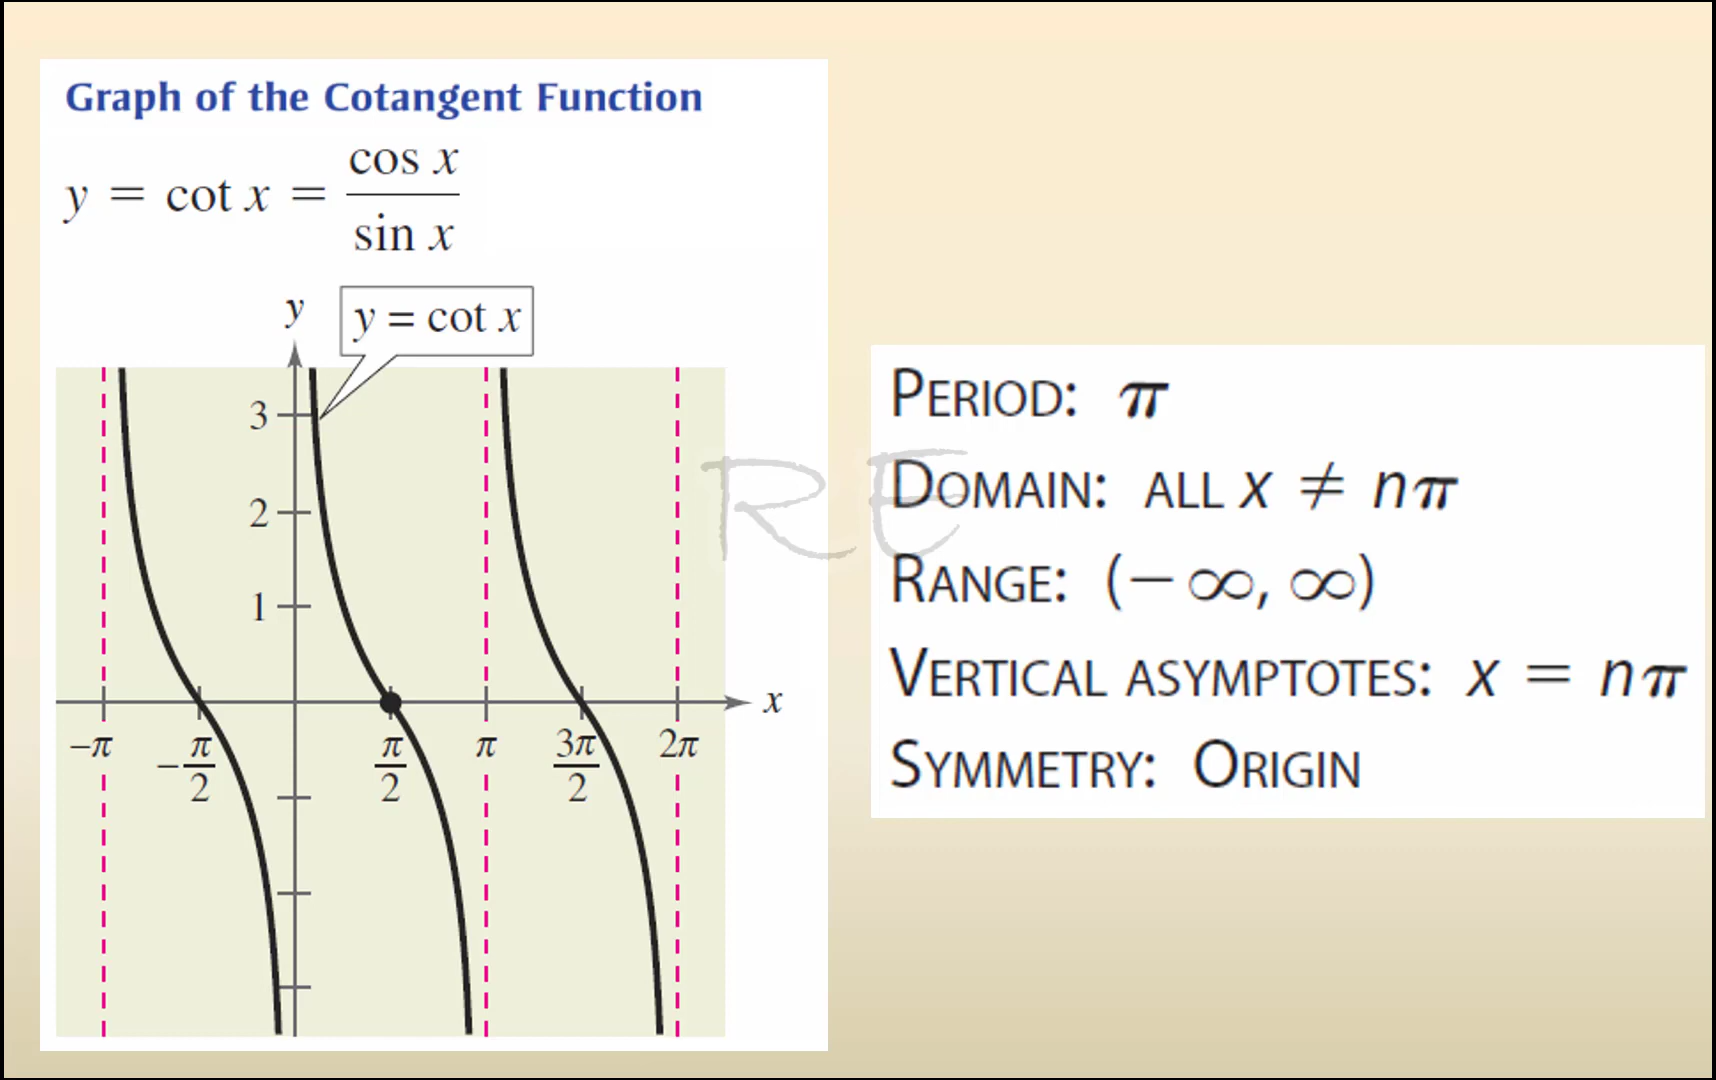 Graph of the Cotangent Function
y = cot x = cos x / sin x
y
y = cot x
3
2
1
x
−π
−π/2
π/2
π
3π/2
2π
RE
PERIOD: π
DOMAIN: ALL x ≠ nπ
RANGE: (−∞, ∞)
VERTICAL ASYMPTOTES: x = nπ
SYMMETRY: ORIGIN